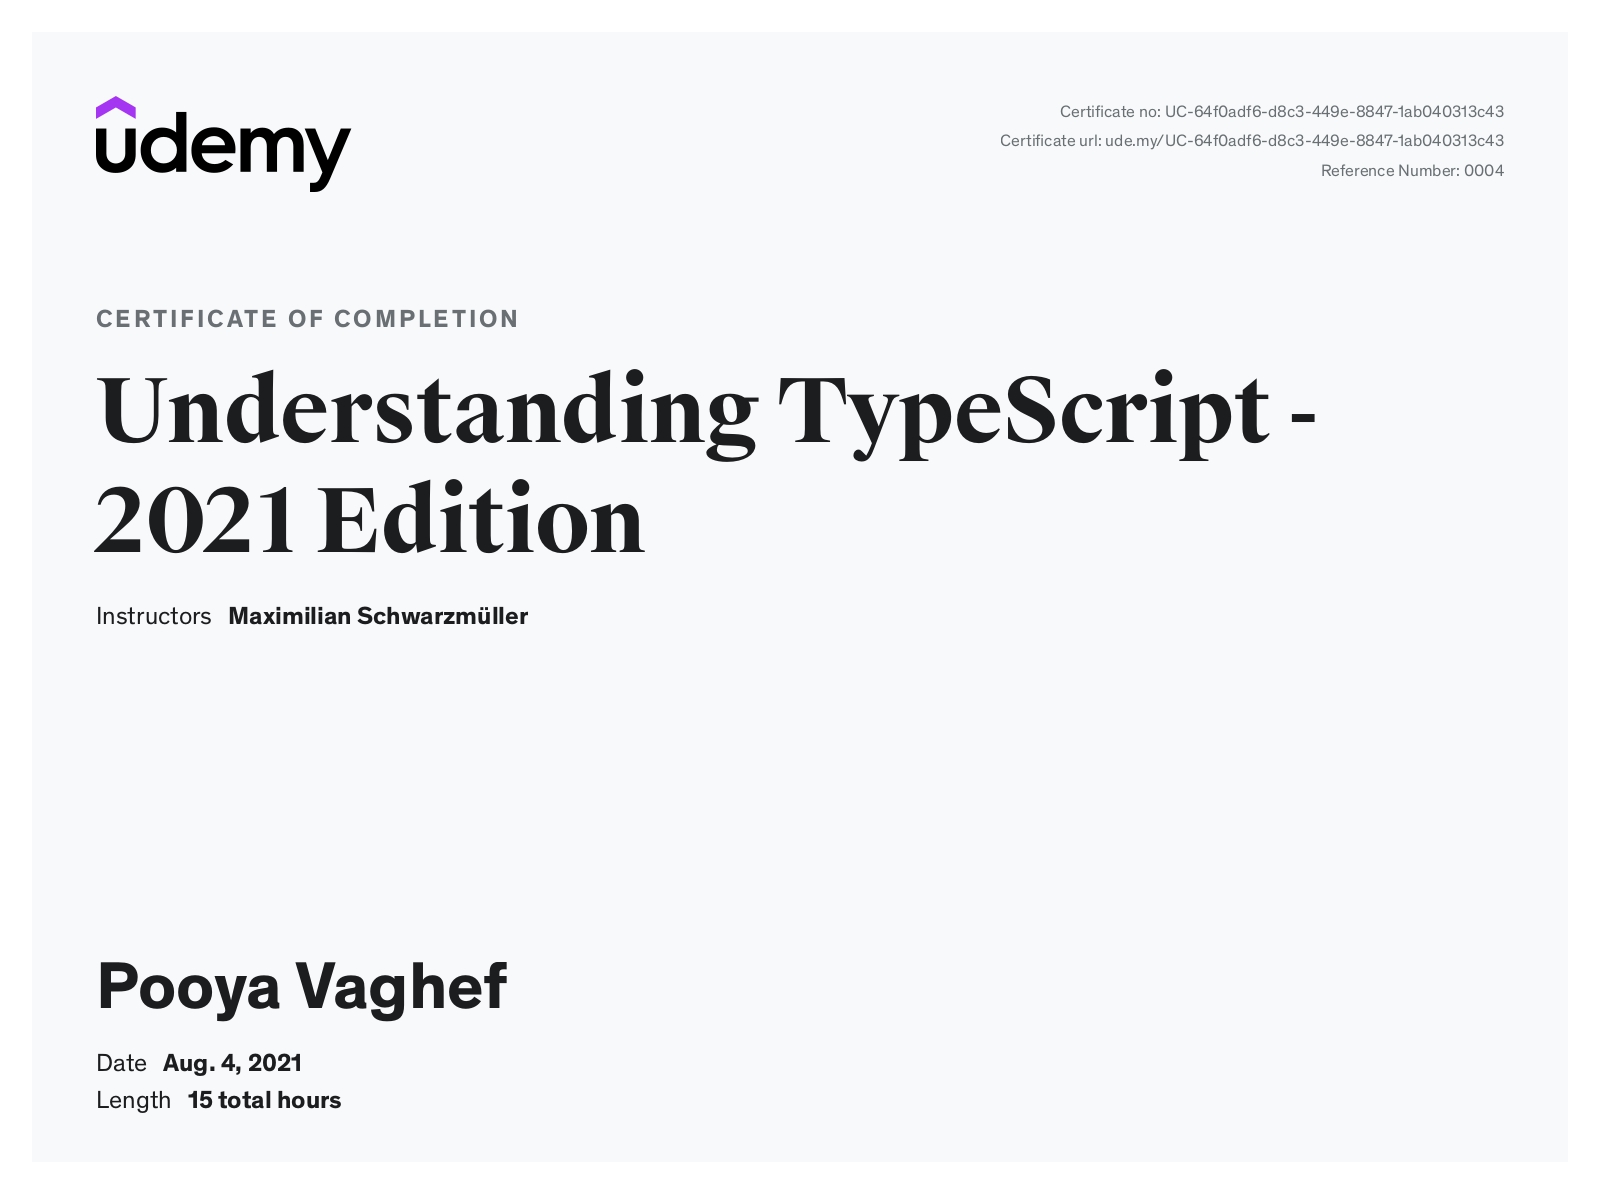 udemy
Certificate no: UC-64f0adf6-d8c3-449e-8847-1ab040313c43
Certificate url: ude.my/UC-64f0adf6-d8c3-449e-8847-1ab040313c43
Reference Number: 0004
CERTIFICATE OF COMPLETION
Understanding TypeScript -
2021 Edition
Instructors Maximilian Schwarzmüller
Pooya Vaghef
Date Aug. 4, 2021
Length 15 total hours